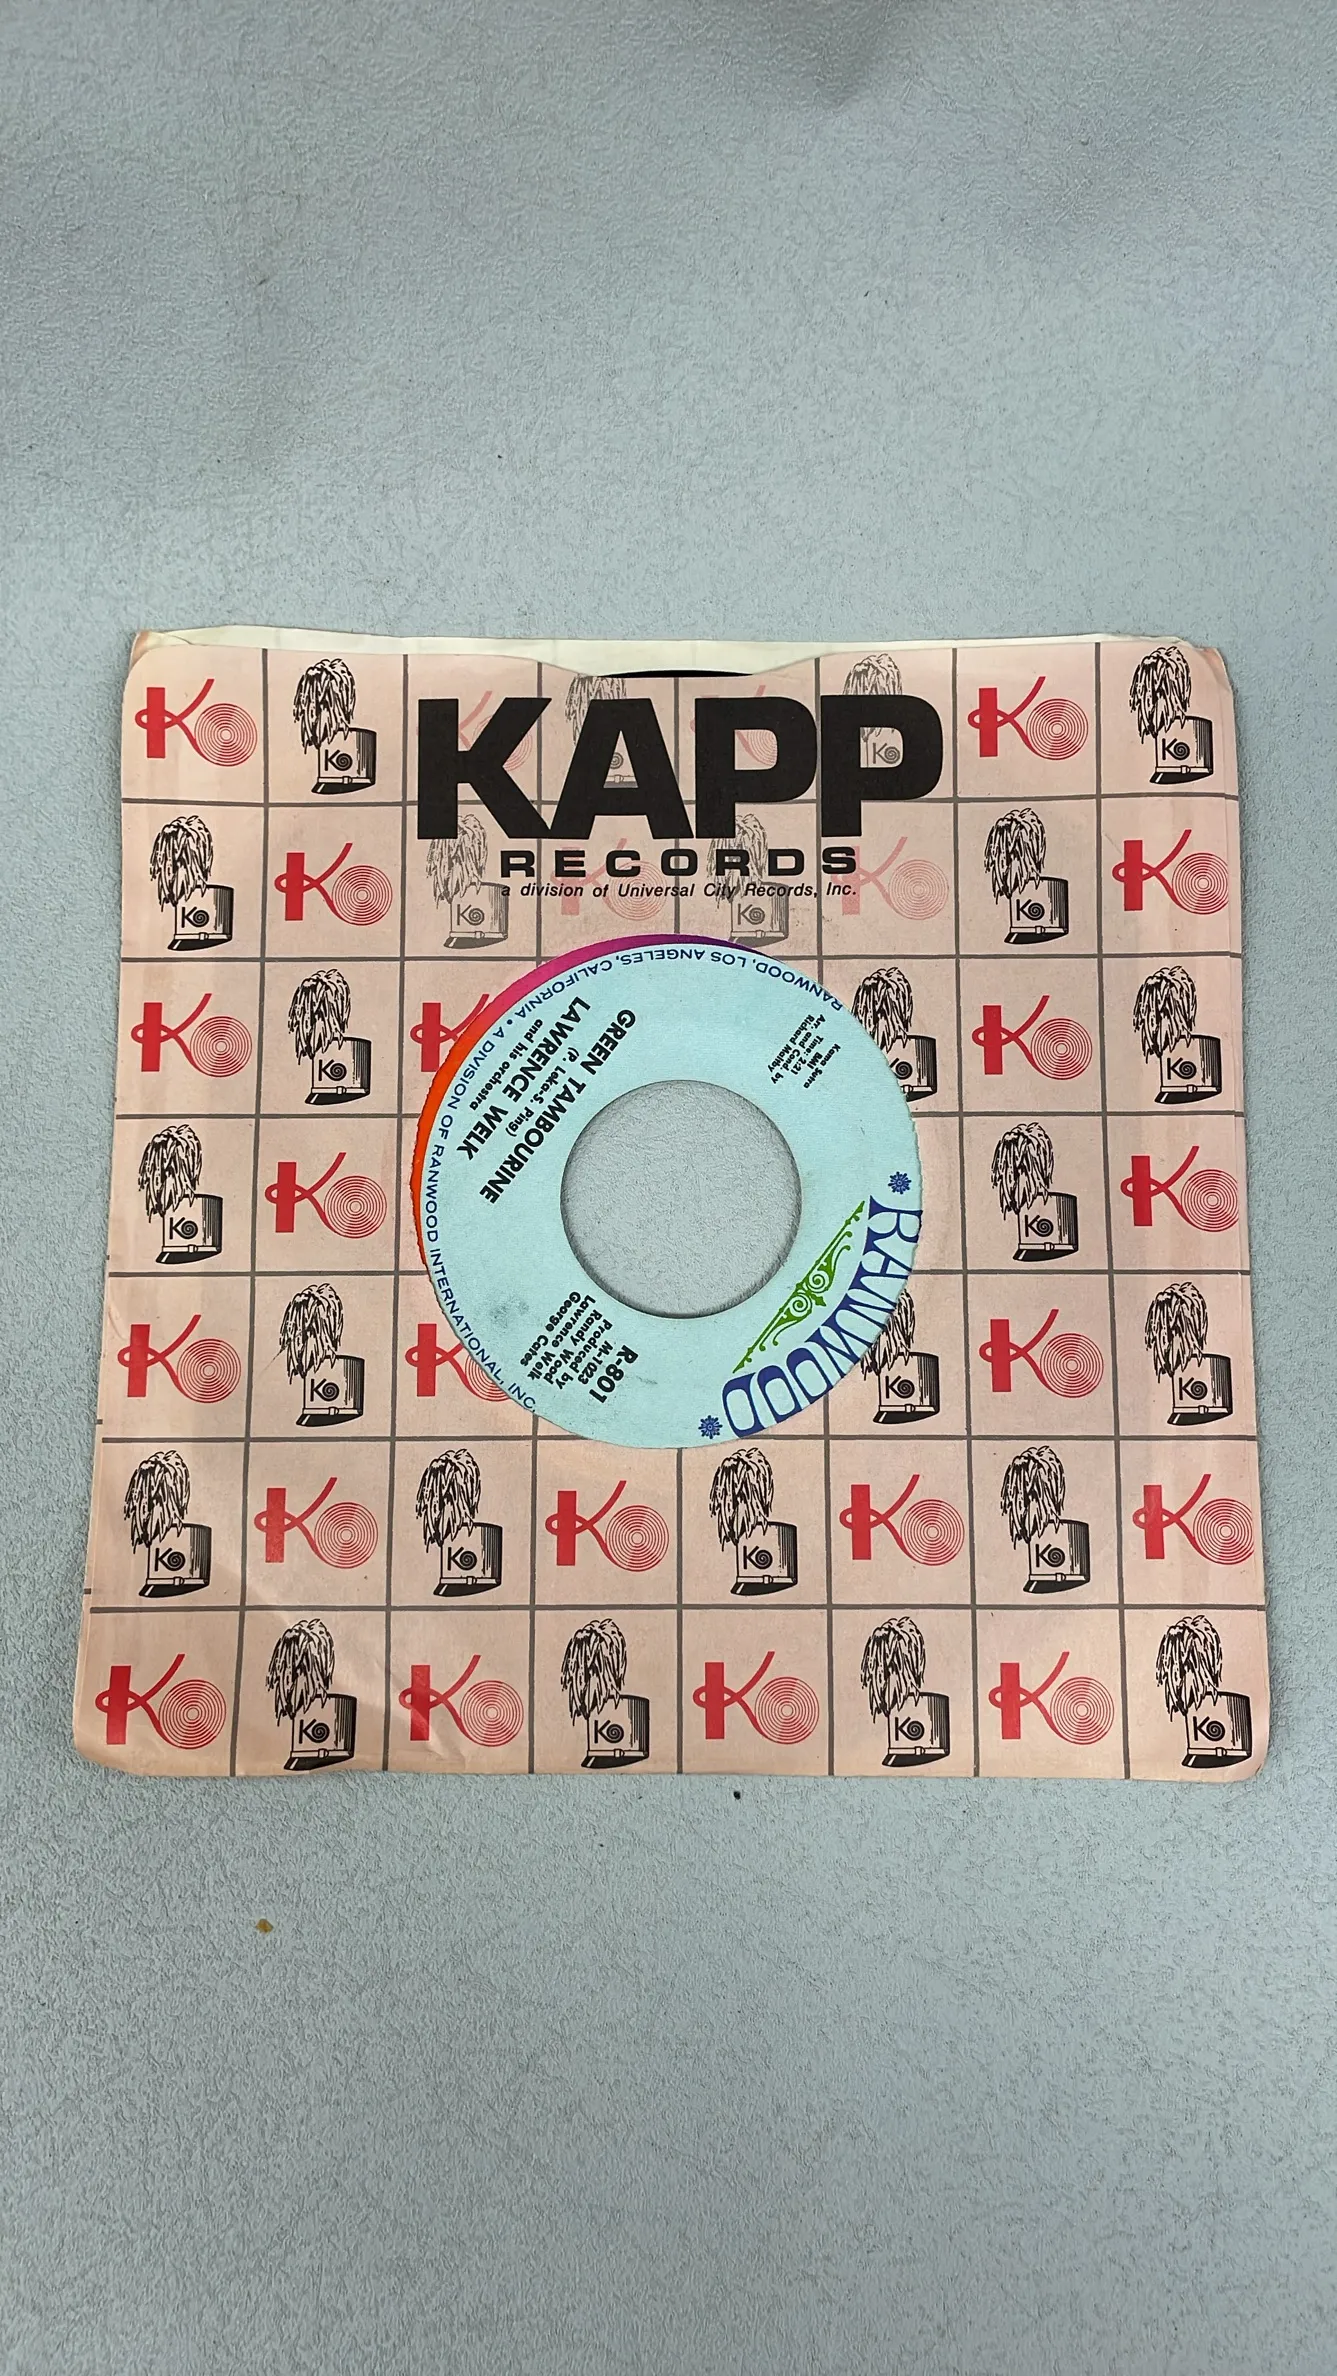 KAPP
RECORDS
a division of Universal City Records, Inc.
RANWOOD
R-801
M-1023
Produced by
Randy Wood
Lawrence Welk
George Cates
Kama Sutra
BMI
Time: 2:21
Arr. and Cond. by
Richard Maltby
GREEN TAMBOURINE
(P. Leka-S. Ping)
LAWRENCE WELK
and his orchestra
RANWOOD, LOS ANGELES, CALIFORNIA • A DIVISION OF RANWOOD INTERNATIONAL, INC.